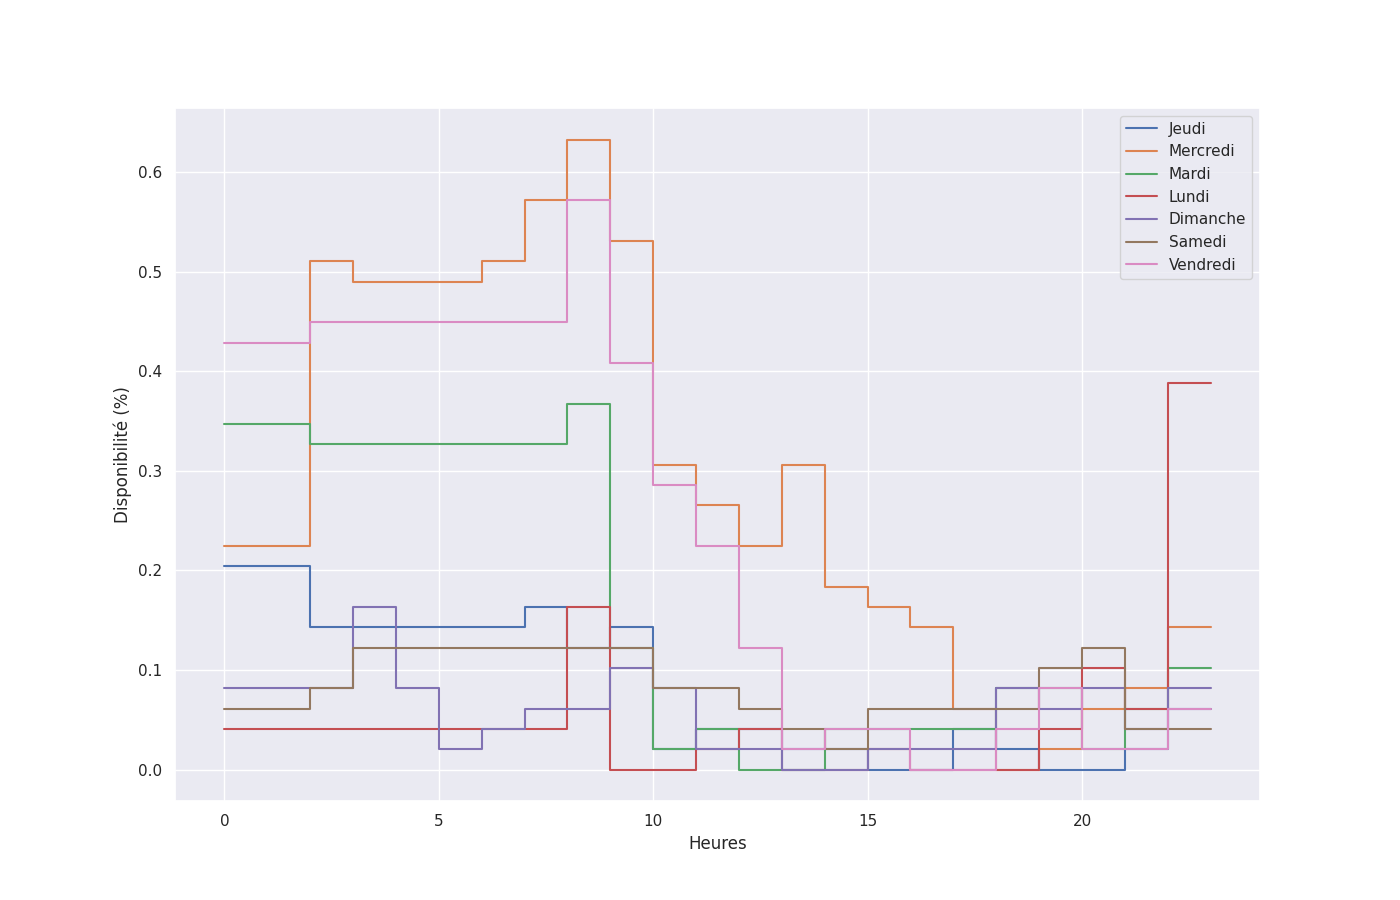 Jeudi
Mercredi
Mardi
Lundi
Dimanche
Samedi
Vendredi
Disponibilité (%)
0.6
0.5
0.4
0.3
0.2
0.1
0.0
0 5 10 15 20
Heures